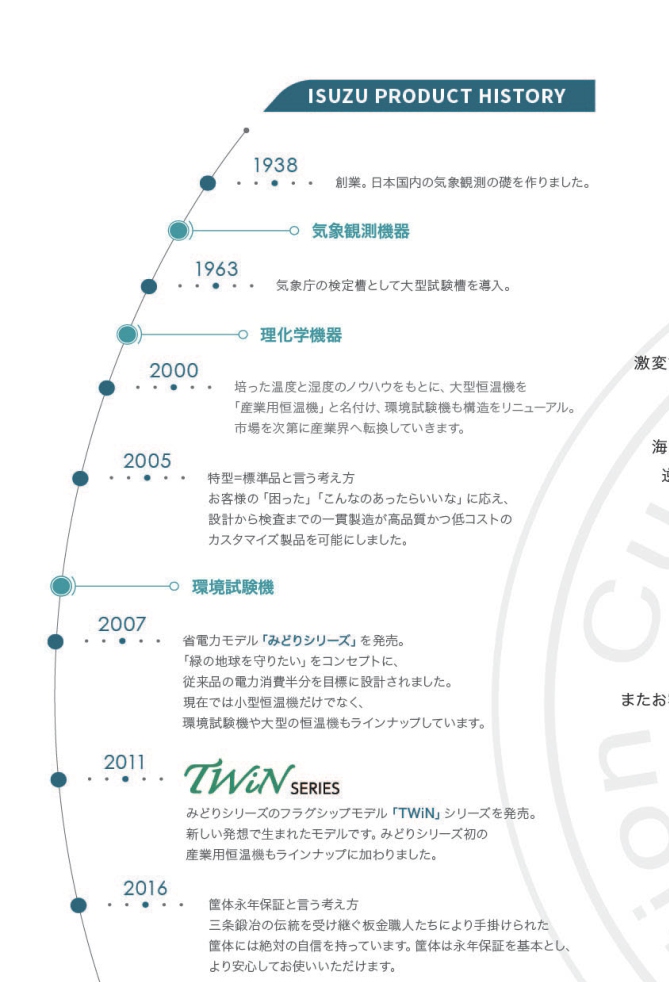 ISUZU PRODUCT HISTORY
1938
創業。日本国内の気象観測の礎を作りました。
気象観測機器
1963
気象庁の検定槽として大型試験槽を導入。
理化学機器
2000
培った温度と湿度のノウハウをもとに、大型恒温機を
「産業用恒温機」と名付け、環境試験機も構造をリニューアル。
市場を次第に産業界へ転換していきます。
2005
特型=標準品と言う考え方
お客様の「困った」「こんなのあったらいいな」に応え、
設計から検査までの一貫製造が高品質かつ低コストの
カスタマイズ製品を可能にしました。
環境試験機
2007
省電力モデル「みどりシリーズ」を発売。
「緑の地球を守りたい」をコンセプトに、
従来品の電力消費半分を目標に設計されました。
現在では小型恒温機だけでなく、
環境試験機や大型の恒温機もラインナップしています。
2011
TWiN SERIES
みどりシリーズのフラグシップモデル「TWiN」シリーズを発売。
新しい発想で生まれたモデルです。みどりシリーズ初の
産業用恒温機もラインナップに加わりました。
2016
筐体永年保証と言う考え方
三条鍛冶の伝統を受け継ぐ板金職人たちにより手掛けられた
筐体には絶対の自信を持っています。筐体は永年保証を基本とし、
より安心してお使いいただけます。
激変
海
またお
Cu
ion